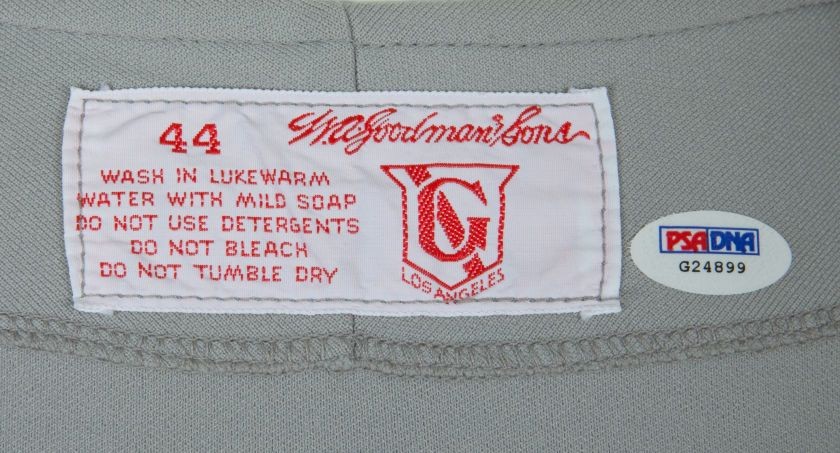 44
W.A. Goodman & Sons
WASH IN LUKEWARM
WATER WITH MILD SOAP
DO NOT USE DETERGENTS
DO NOT BLEACH
DO NOT TUMBLE DRY
G
LOS ANGELES
PSA DNA
G24899